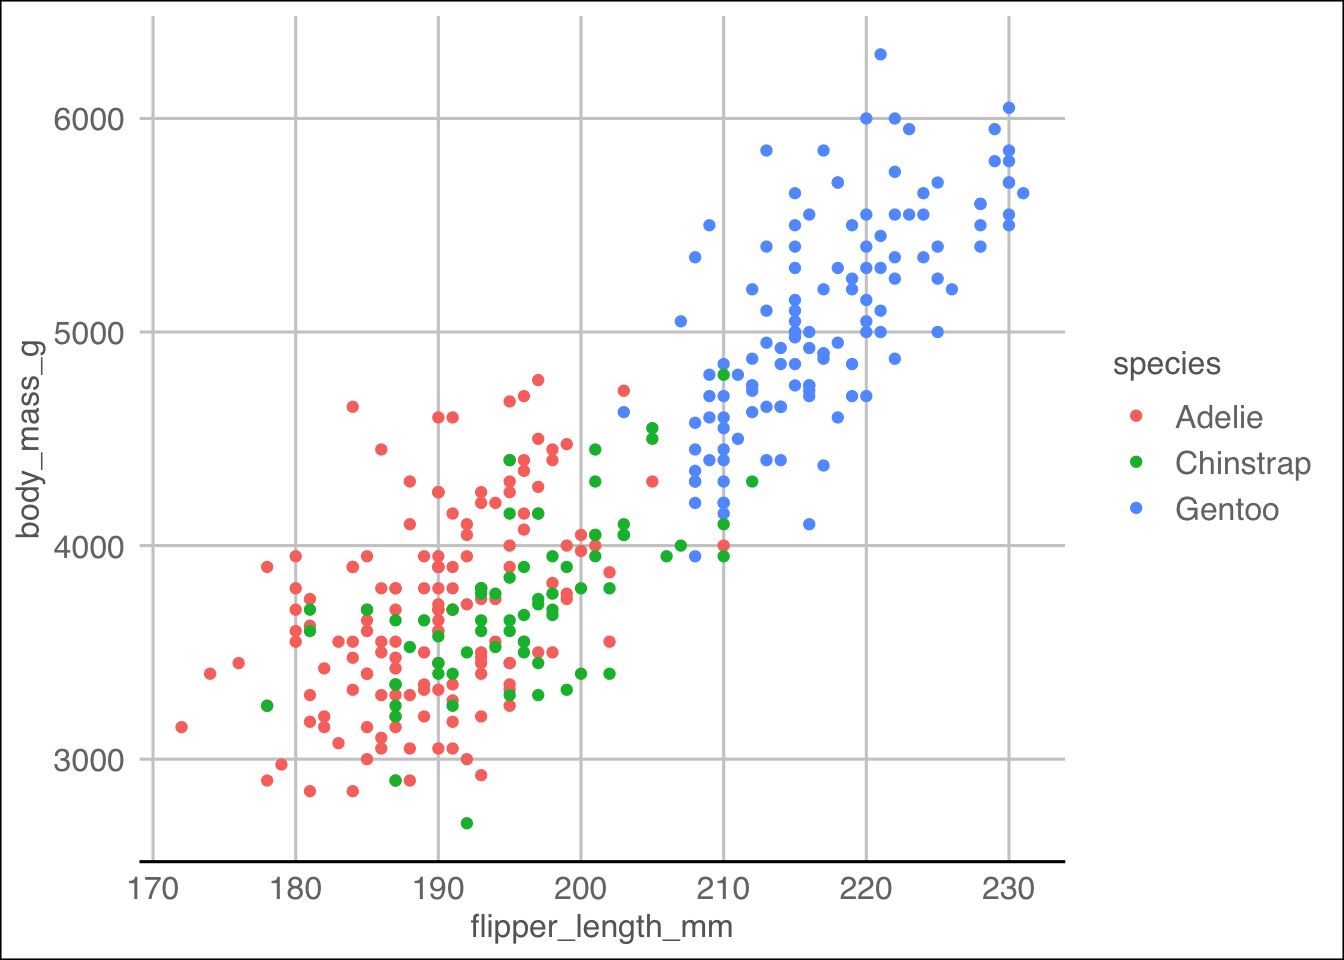 6000
5000
4000
3000
body_mass_g
170 180 190 200 210 220 230
flipper_length_mm
species
Adelie
Chinstrap
Gentoo